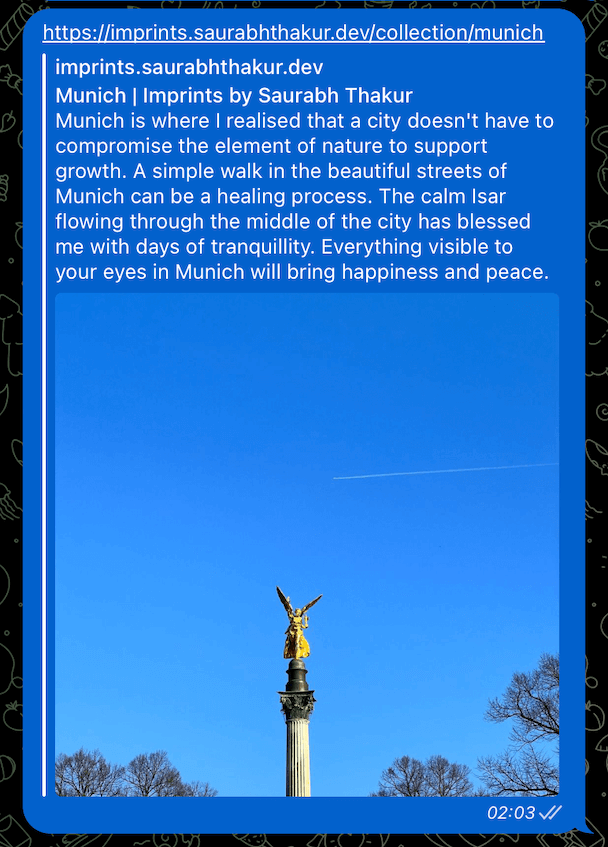 https://imprints.saurabhthakur.dev/collection/munich
imprints.saurabhthakur.dev
Munich | Imprints by Saurabh Thakur
Munich is where I realised that a city doesn't have to
compromise the element of nature to support
growth. A simple walk in the beautiful streets of
Munich can be a healing process. The calm Isar
flowing through the middle of the city has blessed
me with days of tranquillity. Everything visible to
your eyes in Munich will bring happiness and peace.
02:03